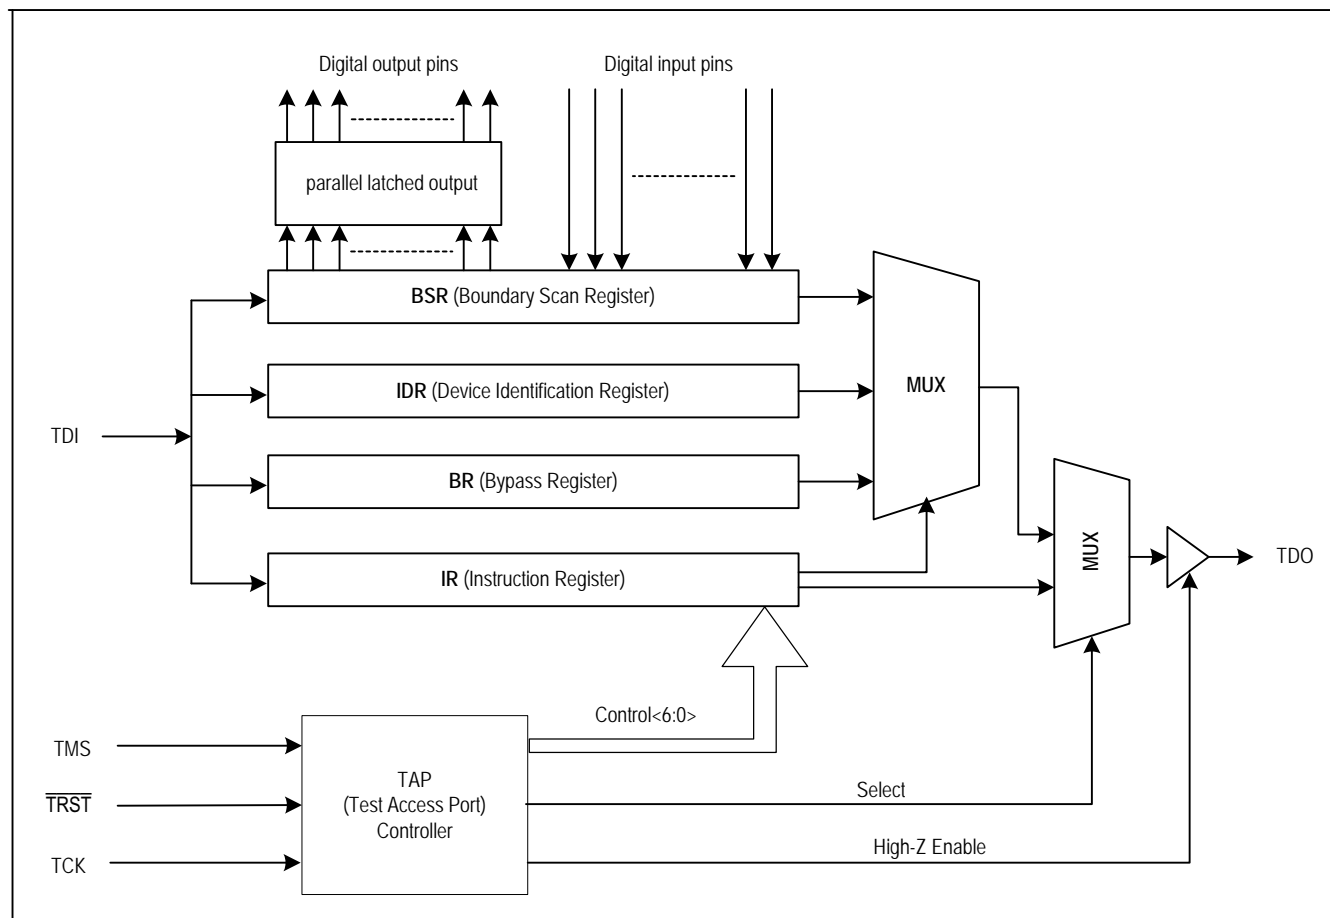 Digital output pins
Digital input pins
parallel latched output
BSR (Boundary Scan Register)
IDR (Device Identification Register)
MUX
TDI
BR (Bypass Register)
MUX
TDO
IR (Instruction Register)
Control<6:0>
TMS
TAP
(Test Access Port)
Controller
Select
TRST
High-Z Enable
TCK